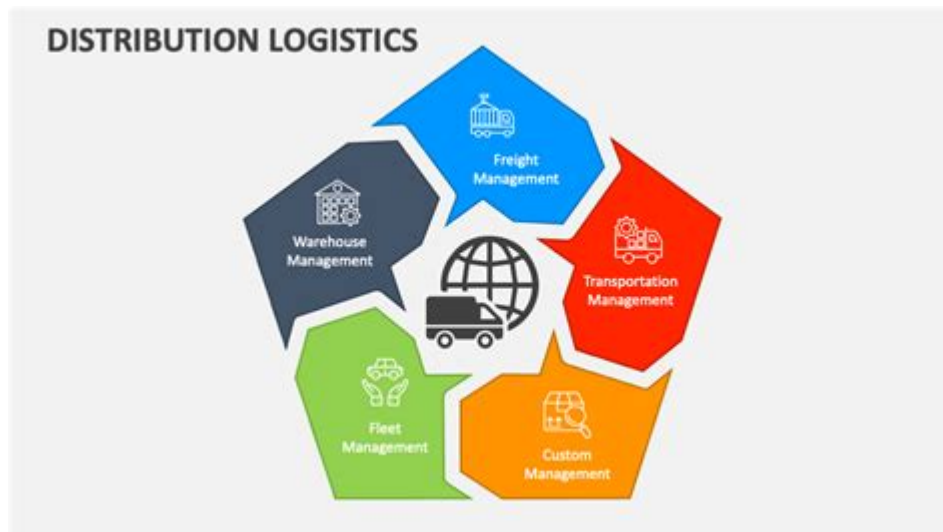 DISTRIBUTION LOGISTICS
Freight
Management
Transportation
Management
Custom
Management
Fleet
Management
Warehouse
Management